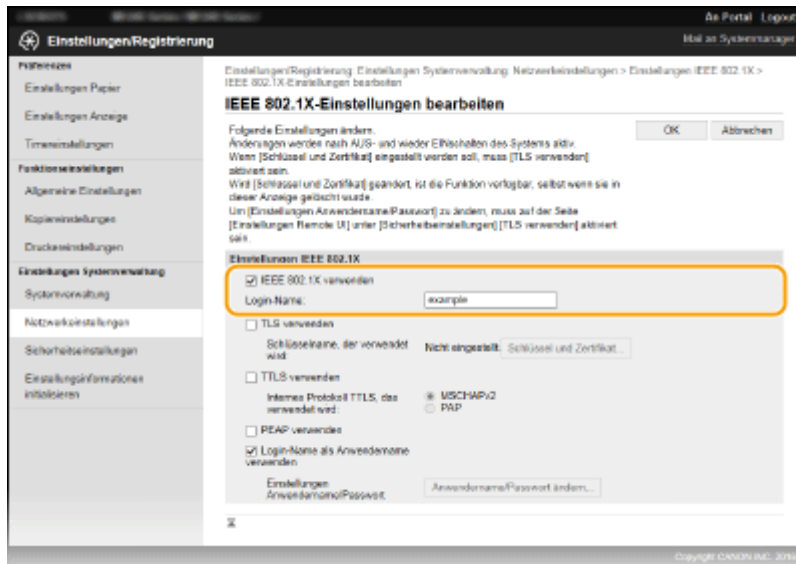 An Portal Logout
Einstellungen/Registrierung
Mail an Systemmanager
Präferenzen
Einstellungen Papier
Einstellungen Anzeige
Timereinstellungen
Funktionseinstellungen
Allgemeine Einstellungen
Kopiereinstellungen
Druckereinstellungen
Einstellungen Systemverwaltung
Systemverwaltung
Netzwerkeinstellungen
Sicherheitseinstellungen
Einstellungsinformationen
initialisieren
Einstellungen/Registrierung: Einstellungen Systemverwaltung: Netzwerkeinstellungen > Einstellungen IEEE 802.1X >
IEEE 802.1X-Einstellungen bearbeiten
IEEE 802.1X-Einstellungen bearbeiten
Folgende Einstellungen ändern.
OK Abbrechen
Änderungen werden nach AUS- und wieder EINschalten des Systems aktiv.
Wenn [Schlüssel und Zertifikat] eingestellt werden soll, muss [TLS verwenden]
aktiviert sein.
Wird [Schlüssel und Zertifikat] geändert, ist die Funktion verfügbar, selbst wenn sie in
dieser Anzeige gelöscht wurde.
Um [Einstellungen Anwendername/Passwort] zu ändern, muss auf der Seite
[Einstellungen Remote UI] unter [Sicherheitseinstellungen] [TLS verwenden] aktiviert
sein.
Einstellungen IEEE 802.1X
IEEE 802.1X verwenden
Login-Name: example
TLS verwenden
Schlüsselname, der verwendet
wird:
Nicht eingestellt. Schlüssel und Zertifikat...
TTLS verwenden
Internes Protokoll TTLS, das
verwendet wird:
MSCHAPv2
PAP
PEAP verwenden
Login-Name als Anwendername
verwenden
Einstellungen
Anwendername/Passwort:
Anwendername/Passwort ändern...
Copyright CANON INC. 2016